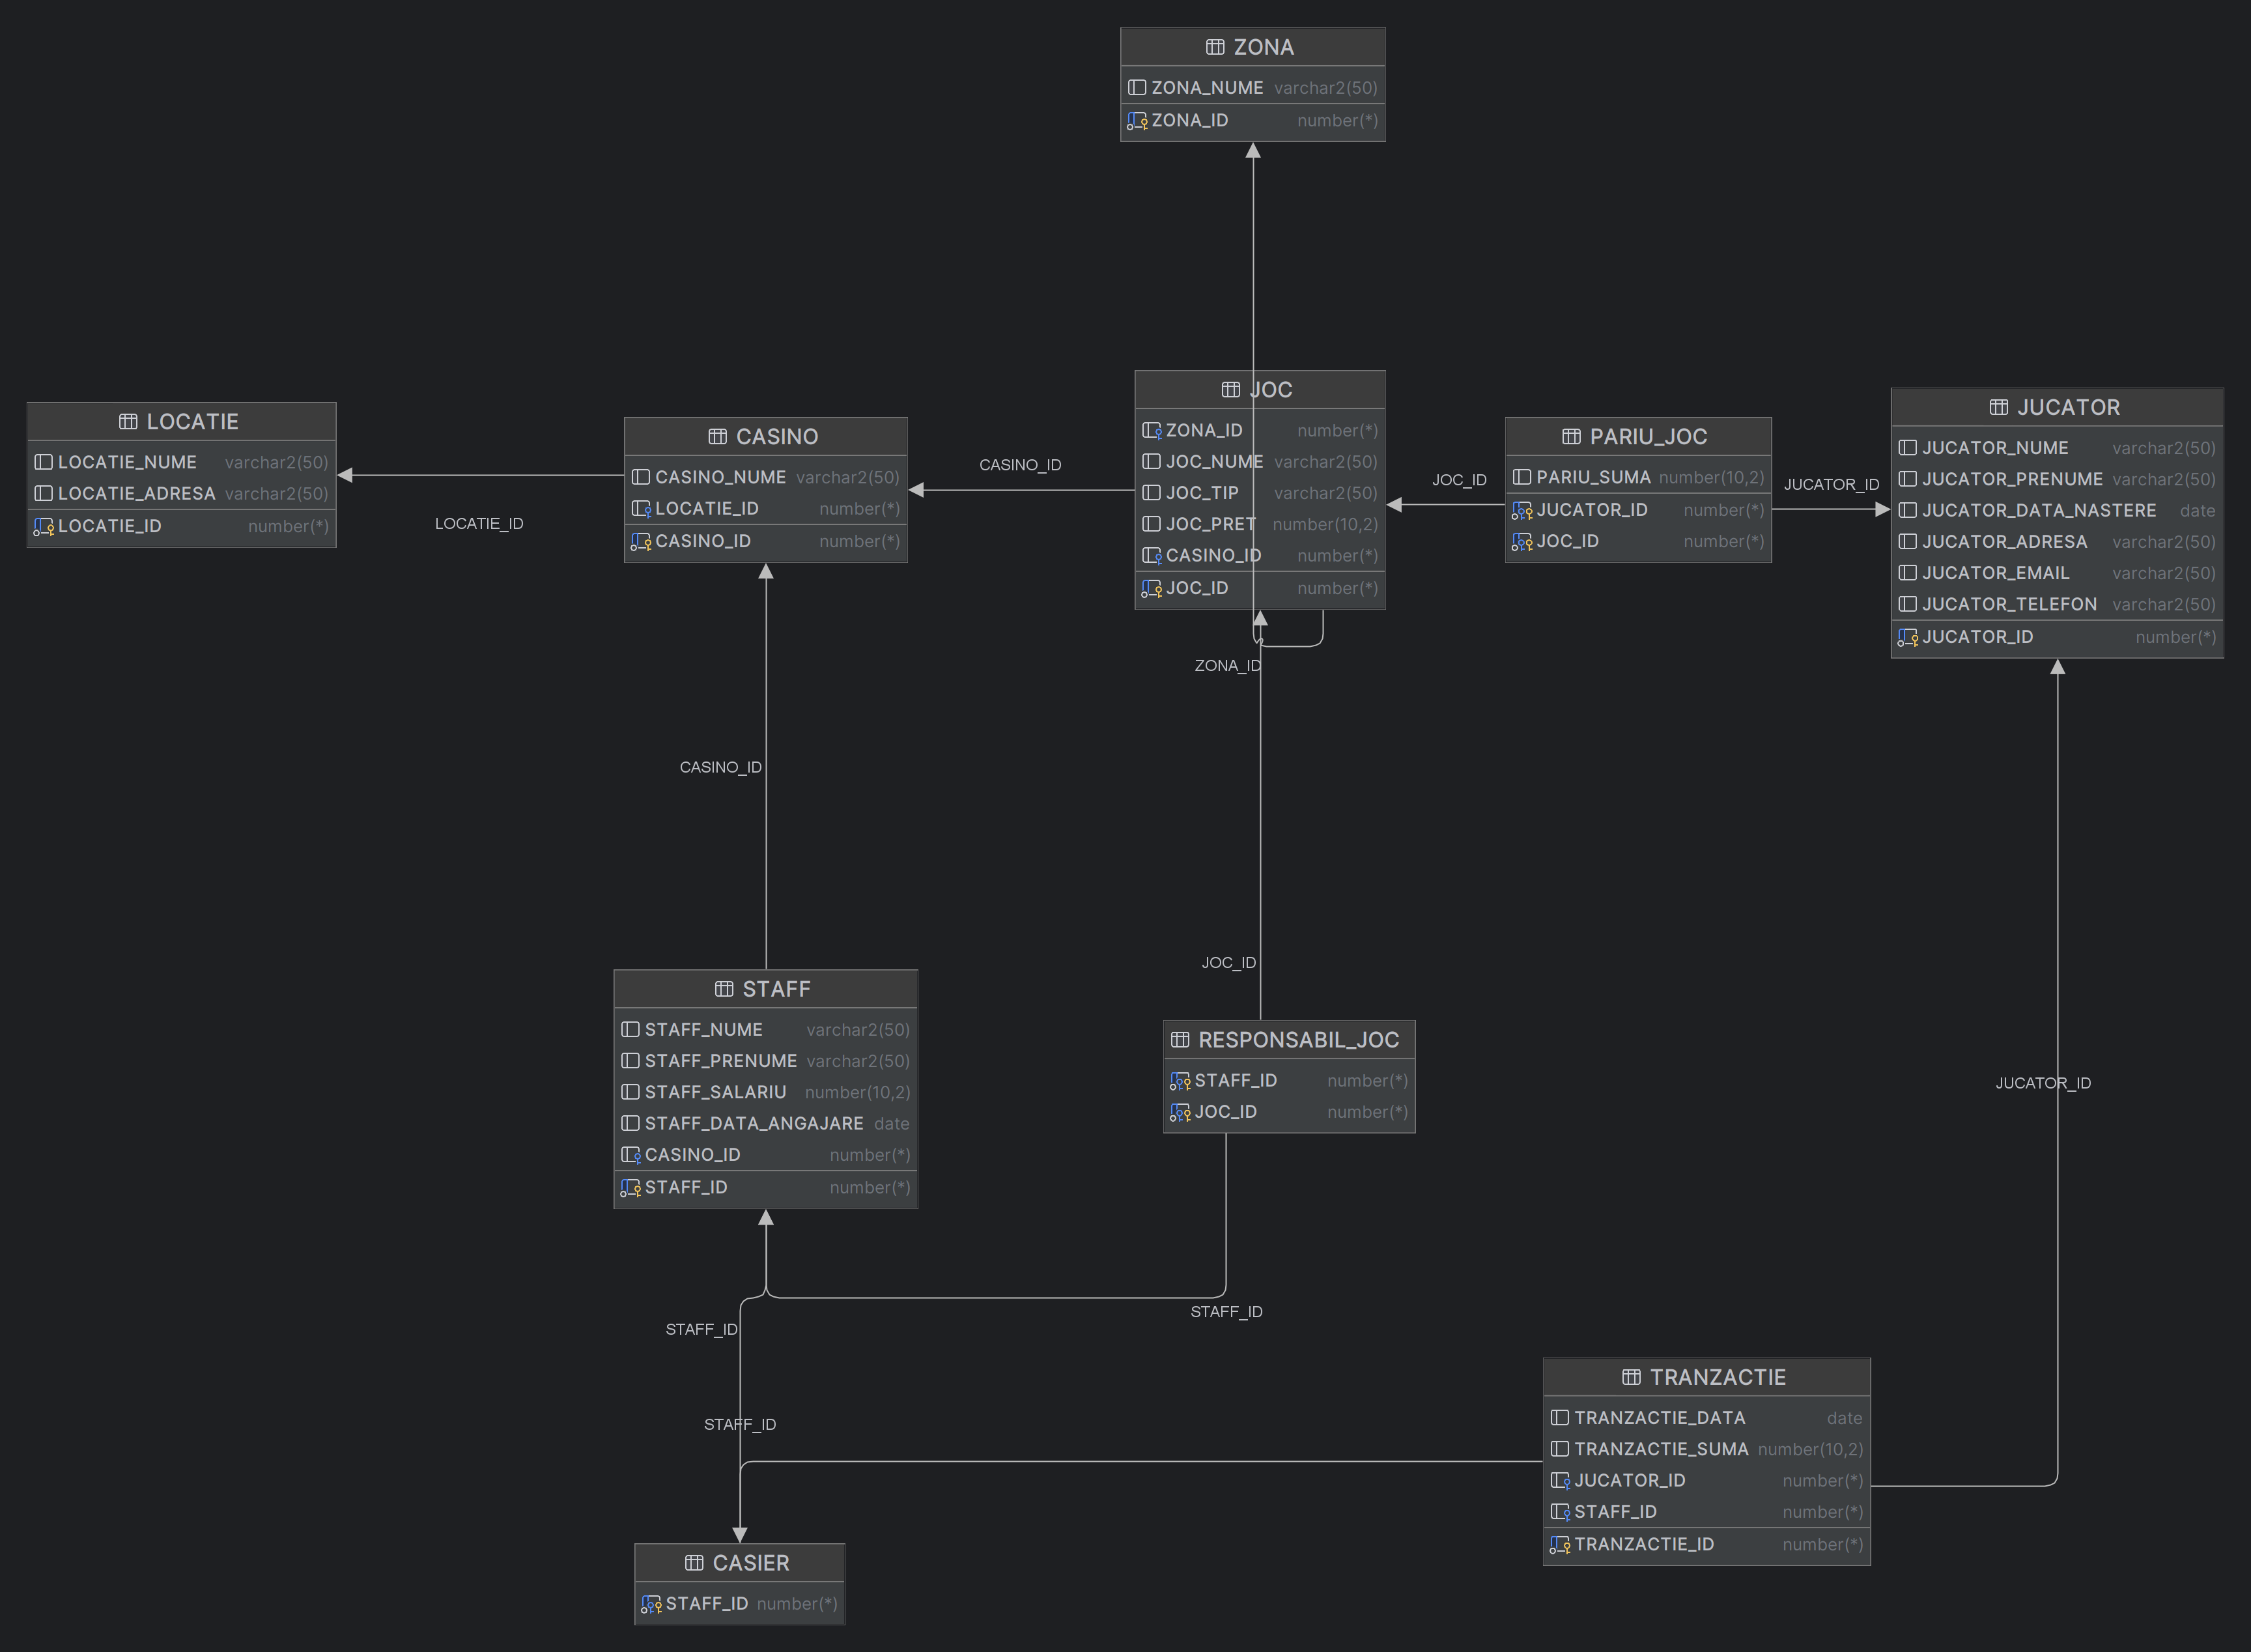 ZONA
ZONA_NUME varchar2(50)
ZONA_ID number(*)
LOCATIE
LOCATIE_NUME varchar2(50)
LOCATIE_ADRESA varchar2(50)
LOCATIE_ID number(*)
LOCATIE_ID
CASINO
CASINO_NUME varchar2(50)
LOCATIE_ID number(*)
CASINO_ID number(*)
CASINO_ID
JOC
ZONA_ID number(*)
JOC_NUME varchar2(50)
JOC_TIP varchar2(50)
JOC_PRET number(10,2)
CASINO_ID number(*)
JOC_ID number(*)
ZONA_ID
JOC_ID
PARIU_JOC
PARIU_SUMA number(10,2)
JUCATOR_ID number(*)
JOC_ID number(*)
JUCATOR_ID
JUCATOR
JUCATOR_NUME varchar2(50)
JUCATOR_PRENUME varchar2(50)
JUCATOR_DATA_NASTERE date
JUCATOR_ADRESA varchar2(50)
JUCATOR_EMAIL varchar2(50)
JUCATOR_TELEFON varchar2(50)
JUCATOR_ID number(*)
CASINO_ID
STAFF
STAFF_NUME varchar2(50)
STAFF_PRENUME varchar2(50)
STAFF_SALARIU number(10,2)
STAFF_DATA_ANGAJARE date
CASINO_ID number(*)
STAFF_ID number(*)
JOC_ID
RESPONSABIL_JOC
STAFF_ID number(*)
JOC_ID number(*)
JUCATOR_ID
STAFF_ID
STAFF_ID
STAFF_ID
TRANZACTIE
TRANZACTIE_DATA date
TRANZACTIE_SUMA number(10,2)
JUCATOR_ID number(*)
STAFF_ID number(*)
TRANZACTIE_ID number(*)
CASIER
STAFF_ID number(*)